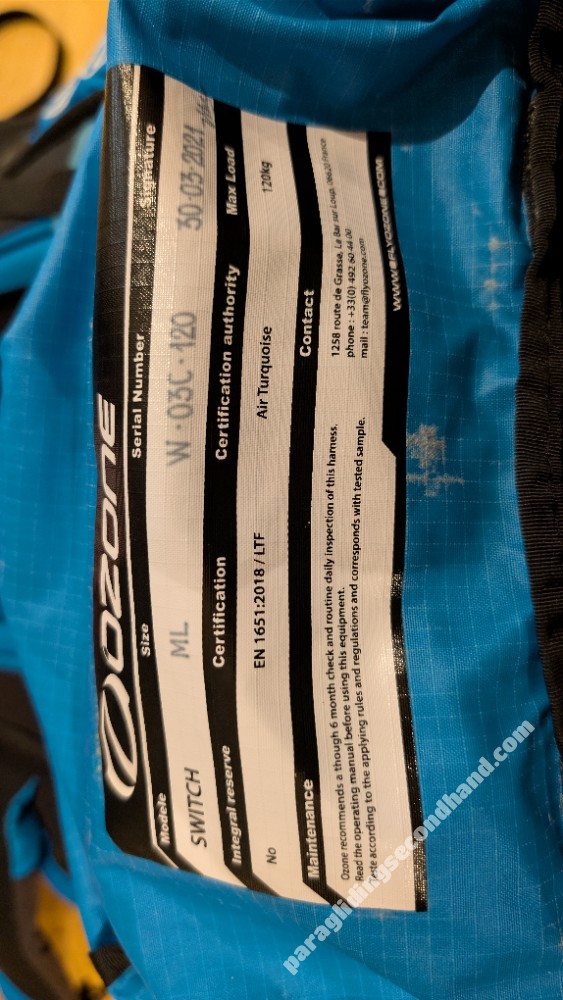 OZONE
Modele Size Serial Number Signature
SWITCH ML W·03C·120 30-03-2021
Integral reserve Certification Certification authority Max Load
No EN 1651:2018 / LTF Air Turquoise 120kg
Maintenance Contact
Ozone recommends a though 6 month check and routine daily inspection of this harness.
Read the operating manual before using this equipment.
Teste according to the applying rules and regulations and corresponds with tested sample.
1258 route de Grasse, Le Bar sur Loup, 06620 France
phone : +33(0) 492 60 44 00
mail : team@flyozone.com
WWW.FLYOZONE.COM
paraglidingsecondhand.com